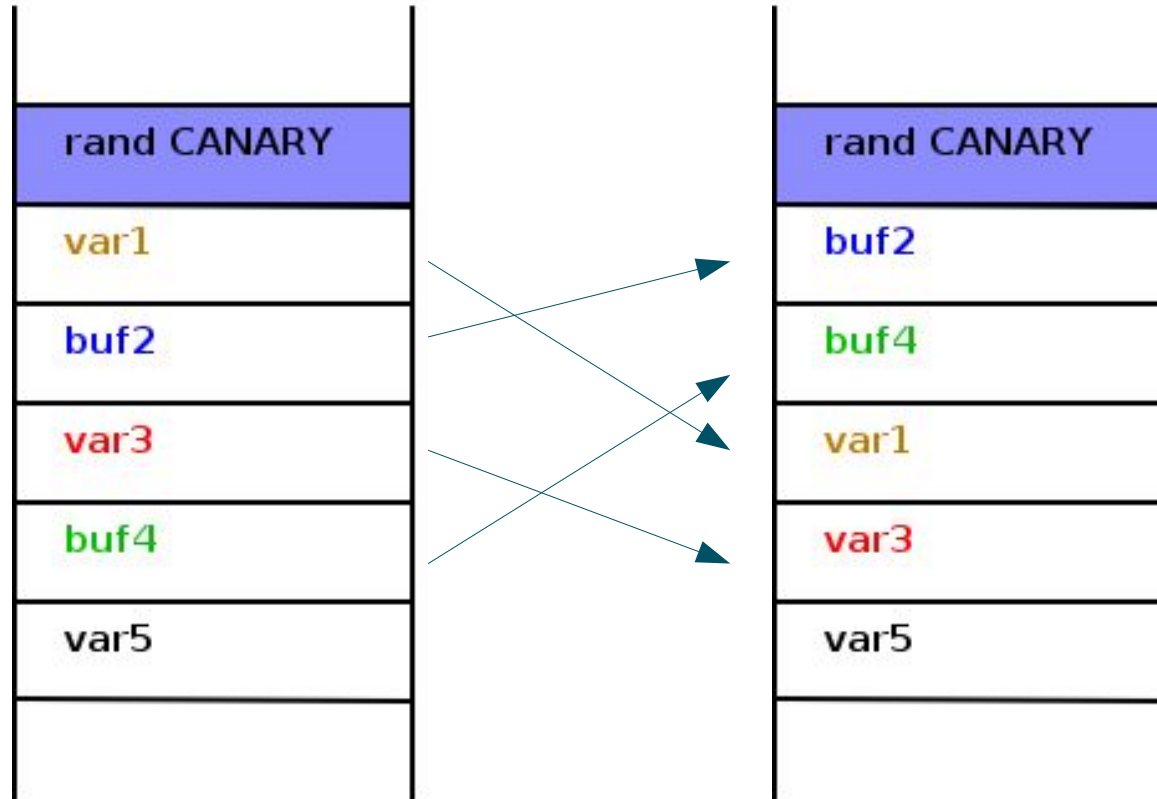 rand CANARY
var1
buf2
var3
buf4
var5
rand CANARY
buf2
buf4
var1
var3
var5